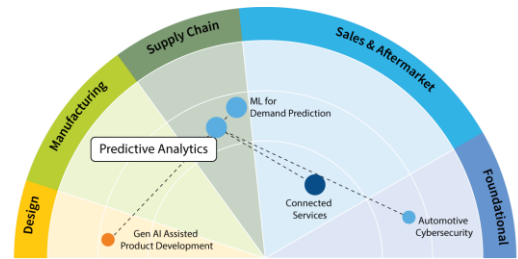 Supply Chain
Sales & Aftermarket
Manufacturing
ML for
Demand Prediction
Predictive Analytics
Design
Gen AI Assisted
Product Development
Connected
Services
Automotive
Cybersecurity
Foundational